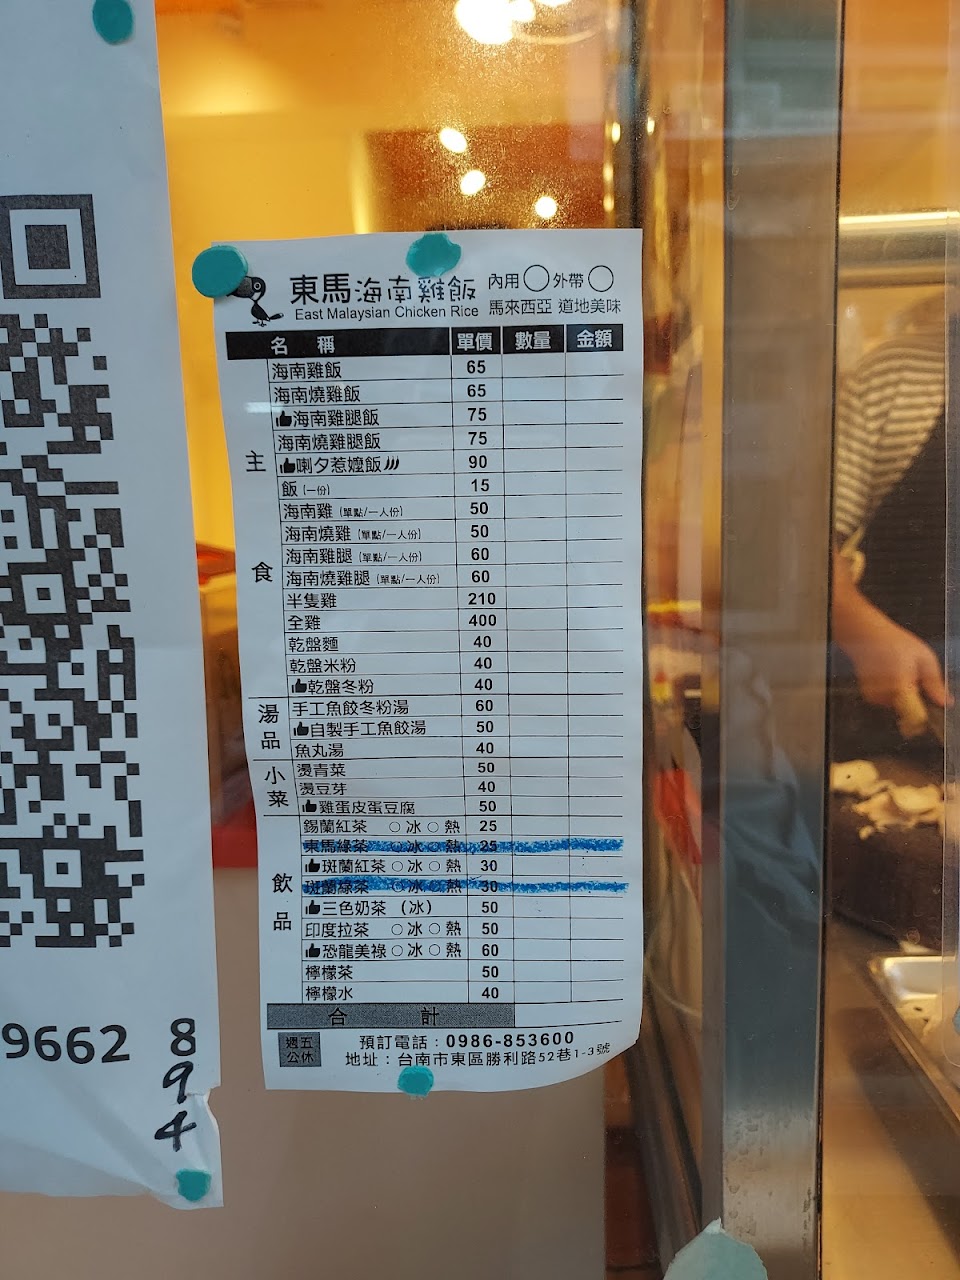 東馬海南雞飯 內用○外帶○
East Malaysian Chicken Rice 馬來西亞 道地美味
名稱 單價 數量 金額
主食
海南雞飯 65
海南燒雞飯 65
海南雞腿飯 75
海南燒雞腿飯 75
喇夕惹嬤飯 90
飯(一份) 15
海南雞(單點/一人份) 50
海南燒雞(單點/一人份) 50
海南雞腿(單點/一人份) 60
海南燒雞腿(單點/一人份) 60
半隻雞 210
全雞 400
乾盤麵 40
乾盤米粉 40
乾盤冬粉 40
湯品
手工魚餃冬粉湯 60
自製手工魚餃湯 50
魚丸湯 40
小菜
燙青菜 50
燙豆芽 40
雞蛋皮蛋豆腐 50
飲品
錫蘭紅茶 ○冰○熱 25
東馬綠茶 ○冰○熱 25
斑蘭紅茶○冰○熱 30
斑蘭綠茶 ○冰○熱 30
三色奶茶 (冰) 50
印度拉茶 ○冰○熱 50
恐龍美祿○冰○熱 60
檸檬茶 50
檸檬水 40
合計
週五公休
預訂電話:0986-853600
地址:台南市東區勝利路52巷1-3號
9662
894